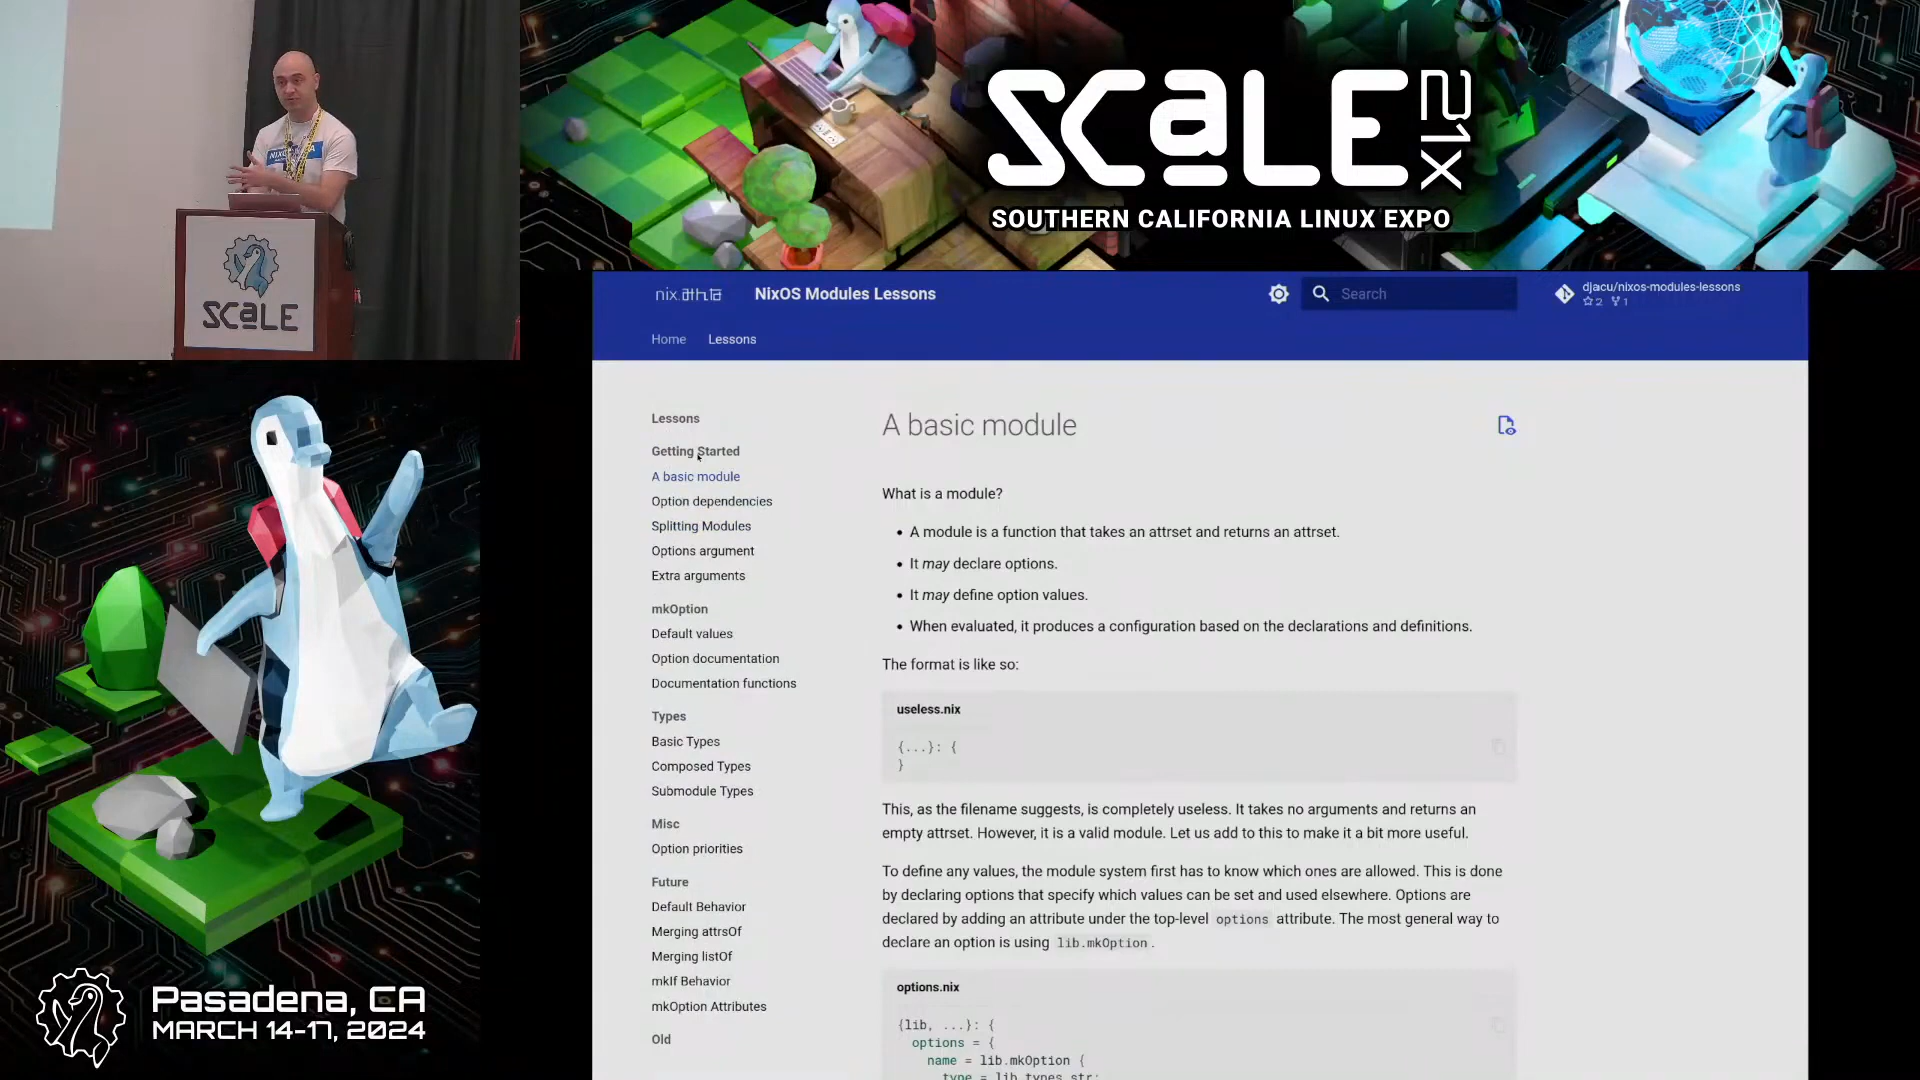 SCaLE 21x
SOUTHERN CALIFORNIA LINUX EXPO
SCaLE
Pasadena, CA
MARCH 14-17, 2024
NixOS Modules Lessons
Search
djacu/nixos-modules-lessons
2 1
Home
Lessons
Lessons
Getting Started
A basic module
Option dependencies
Splitting Modules
Options argument
Extra arguments
mkOption
Default values
Option documentation
Documentation functions
Types
Basic Types
Composed Types
Submodule Types
Misc
Option priorities
Future
Default Behavior
Merging attrsOf
Merging listOf
mkIf Behavior
mkOption Attributes
Old
A basic module
What is a module?
• A module is a function that takes an attrset and returns an attrset.
• It may declare options.
• It may define option values.
• When evaluated, it produces a configuration based on the declarations and definitions.
The format is like so:
useless.nix
{...}: {
}
This, as the filename suggests, is completely useless. It takes no arguments and returns an
empty attrset. However, it is a valid module. Let us add to this to make it a bit more useful.
To define any values, the module system first has to know which ones are allowed. This is done
by declaring options that specify which values can be set and used elsewhere. Options are
declared by adding an attribute under the top-level options attribute. The most general way to
declare an option is using lib.mkOption.
options.nix
{lib, ...}: {
options = {
name = lib.mkOption {
type = lib.types.str;